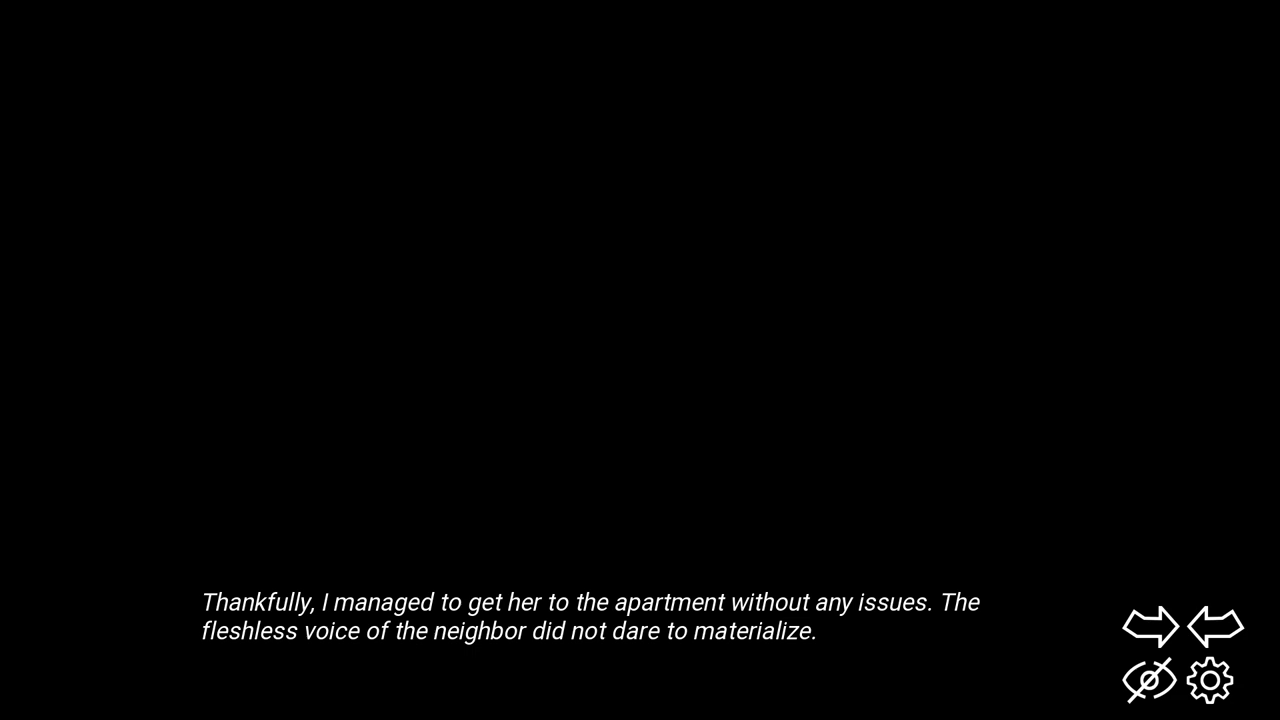 Thankfully, I managed to get her to the apartment without any issues. The
fleshless voice of the neighbor did not dare to materialize.